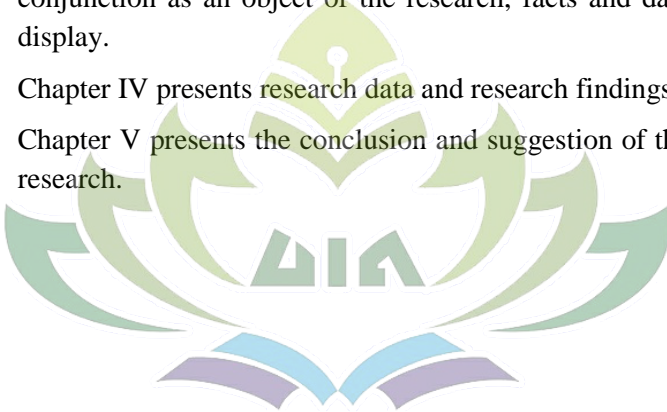 conjunction as an object of the research, facts and da
display.
Chapter IV presents research data and research findings
Chapter V presents the conclusion and suggestion of th
research.
UIN